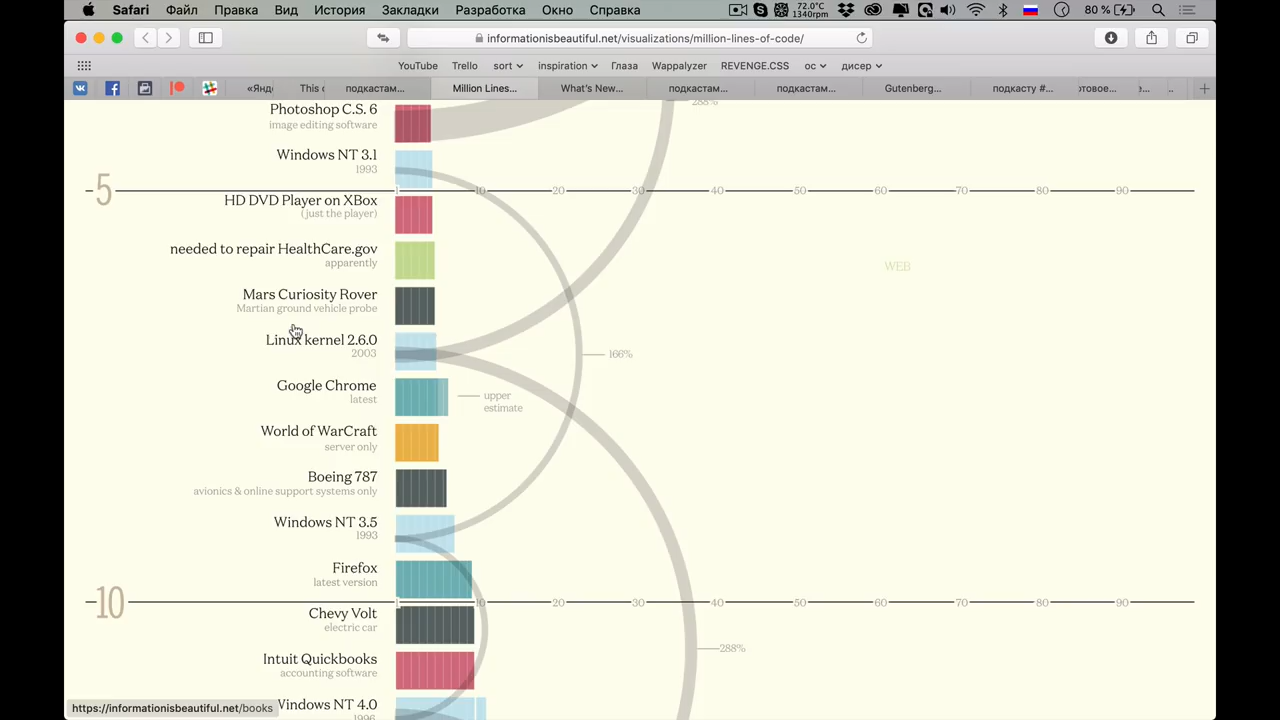 Safari Файл Правка Вид История Закладки Разработка Окно Справка 72.0°C 1340rpm 80 %
informationisbeautiful.net/visualizations/million-lines-of-code/
YouTube Trello sort inspiration Глаза Wappalyzer REVENGE.CSS ос дисер
«Янд This подкастам... Million Lines... What's New... подкастам... подкастам... Gutenberg... подкасту #... отовое...
Photoshop C.S. 6
image editing software
288%
Windows NT 3.1
1993
5
1 10 20 30 40 50 60 70 80 90
HD DVD Player on XBox
(just the player)
needed to repair HealthCare.gov
apparently
WEB
Mars Curiosity Rover
Martian ground vehicle probe
Linux kernel 2.6.0
2003
166%
Google Chrome
latest
upper
estimate
World of WarCraft
server only
Boeing 787
avionics & online support systems only
Windows NT 3.5
1993
Firefox
latest version
10
1 10 20 30 40 50 60 70 80 90
Chevy Volt
electric car
288%
Intuit Quickbooks
accounting software
Windows NT 4.0
1996
https://informationisbeautiful.net/books